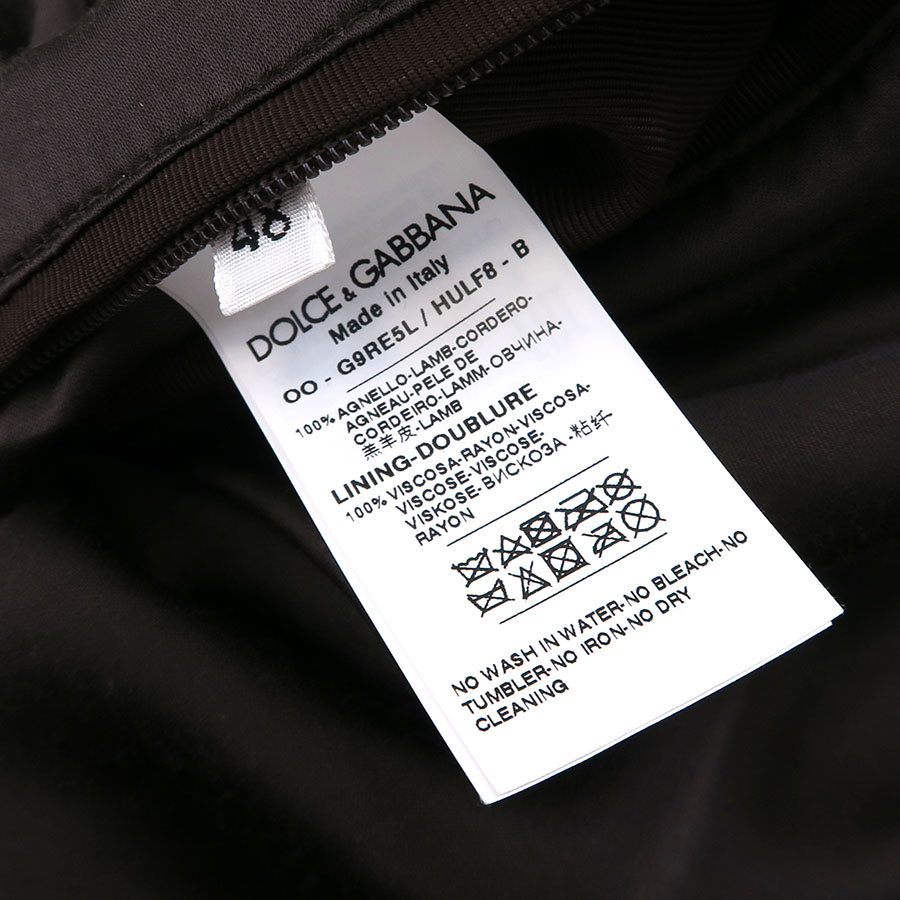 48
DOLCE & GABBANA
Made in Italy
OO - G9RE5L / HULF8 - B
100% AGNELLO-LAMB-CORDERO-
AGNEAU-PELE DE
CORDEIRO-LAMM-ОВЧИНА-
羔羊皮-LAMB
LINING-DOUBLURE
100% VISCOSA-RAYON-VISCOSA-
VISCOSE-VISCOSE-
VISKOSE-ВИСКОЗА-粘纤
RAYON
NO WASH IN WATER-NO BLEACH-NO
TUMBLER-NO IRON-NO DRY
CLEANING